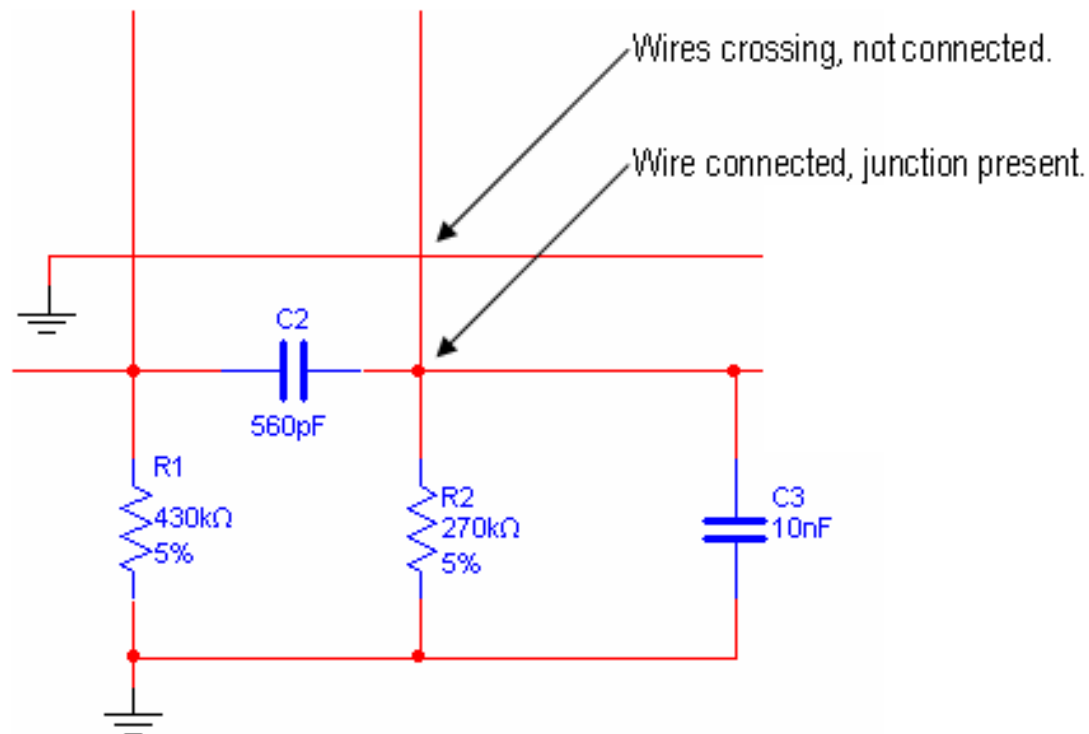 Wires crossing, not connected.
Wire connected, junction present.
C2
560pF
R1
430kΩ
5%
R2
270kΩ
5%
C3
10nF